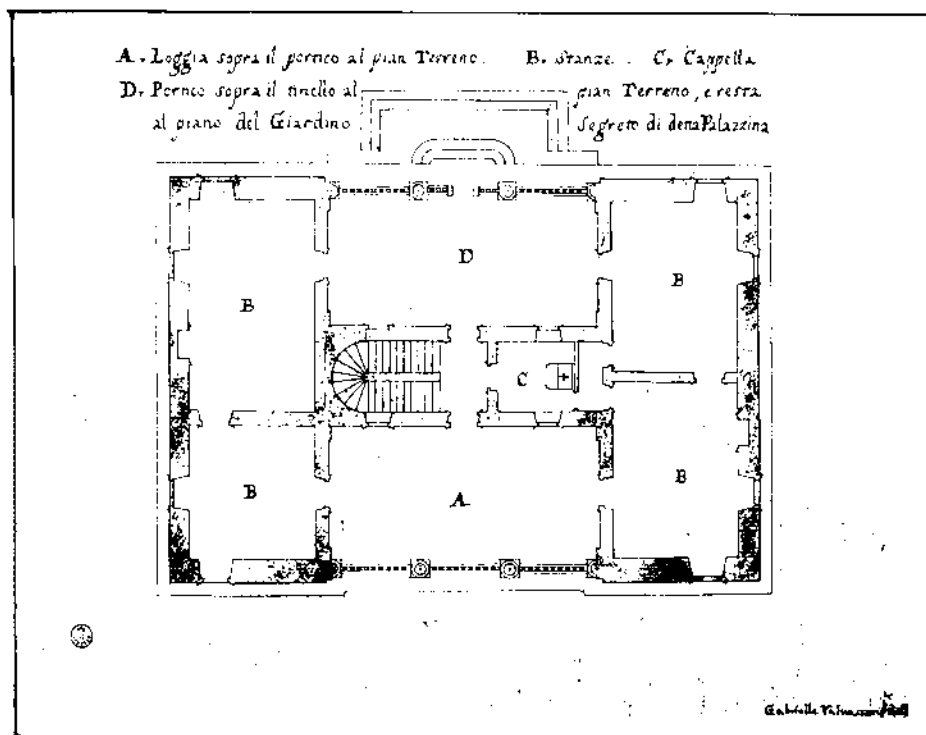 A. Loggia sopra il portico al pian Terreno. B. Stanze. C. Cappella
D. Portico sopra il tinello al pian Terreno, e resta
al piano del Giardino Segreto di detta Palazzina
D
B
B
C
B
A
B
Gabrielle